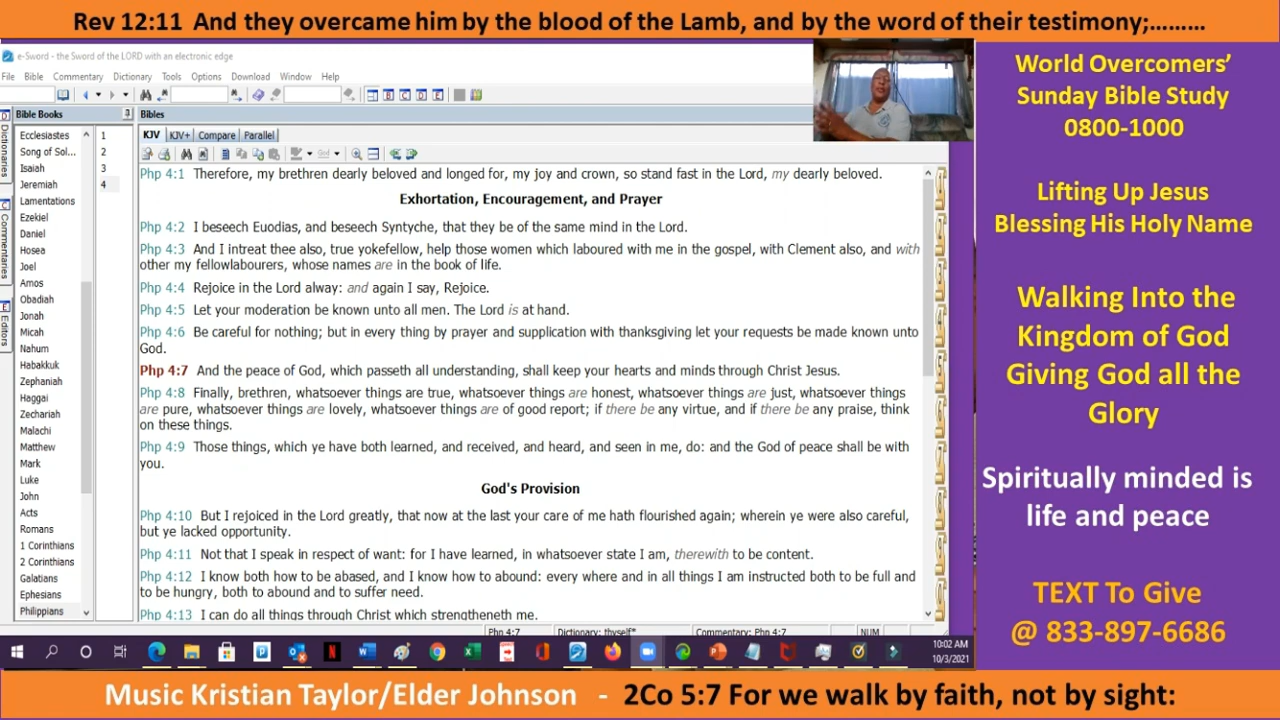 Rev 12:11 And they overcame him by the blood of the Lamb, and by the word of their testimony;………
e-Sword - the Sword of the LORD with an electronic edge
File Bible Commentary Dictionary Tools Options Download Window Help
Bible Books
Ecclesiastes
Song of Sol...
Isaiah
Jeremiah
Lamentations
Ezekiel
Daniel
Hosea
Joel
Amos
Obadiah
Jonah
Micah
Nahum
Habakkuk
Zephaniah
Haggai
Zechariah
Malachi
Matthew
Mark
Luke
John
Acts
Romans
1 Corinthians
2 Corinthians
Galatians
Ephesians
Philippians
1
2
3
4
Dictionaries
Commentaries
Editors
Bibles
KJV KJV+ Compare Parallel
Php 4:1 Therefore, my brethren dearly beloved and longed for, my joy and crown, so stand fast in the Lord, my dearly beloved.
Exhortation, Encouragement, and Prayer
Php 4:2 I beseech Euodias, and beseech Syntyche, that they be of the same mind in the Lord.
Php 4:3 And I intreat thee also, true yokefellow, help those women which laboured with me in the gospel, with Clement also, and with
other my fellowlabourers, whose names are in the book of life.
Php 4:4 Rejoice in the Lord alway: and again I say, Rejoice.
Php 4:5 Let your moderation be known unto all men. The Lord is at hand.
Php 4:6 Be careful for nothing; but in every thing by prayer and supplication with thanksgiving let your requests be made known unto
God.
Php 4:7 And the peace of God, which passeth all understanding, shall keep your hearts and minds through Christ Jesus.
Php 4:8 Finally, brethren, whatsoever things are true, whatsoever things are honest, whatsoever things are just, whatsoever things
are pure, whatsoever things are lovely, whatsoever things are of good report; if there be any virtue, and if there be any praise, think
on these things.
Php 4:9 Those things, which ye have both learned, and received, and heard, and seen in me, do: and the God of peace shall be with
you.
God's Provision
Php 4:10 But I rejoiced in the Lord greatly, that now at the last your care of me hath flourished again; wherein ye were also careful,
but ye lacked opportunity.
Php 4:11 Not that I speak in respect of want: for I have learned, in whatsoever state I am, therewith to be content.
Php 4:12 I know both how to be abased, and I know how to abound: every where and in all things I am instructed both to be full and
to be hungry, both to abound and to suffer need.
Php 4:13 I can do all things through Christ which strengtheneth me.
Php 4:7 Dictionary: thyself* Commentary: Php 4:7 NUM
10:02 AM
10/3/2021
World Overcomers’
Sunday Bible Study
0800-1000
Lifting Up Jesus
Blessing His Holy Name
Walking Into the
Kingdom of God
Giving God all the
Glory
Spiritually minded is
life and peace
TEXT To Give
@ 833-897-6686
Music Kristian Taylor/Elder Johnson - 2Co 5:7 For we walk by faith, not by sight: